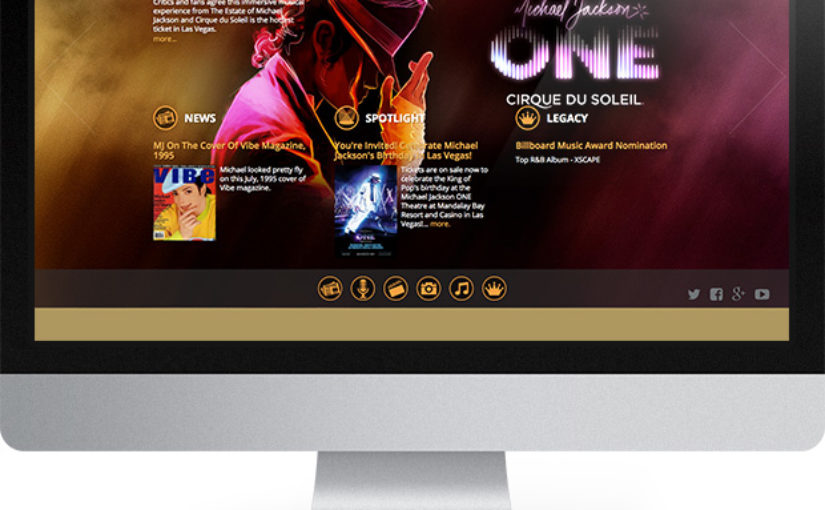 Critics and fans agree this immersive musical
experience from The Estate of Michael
Jackson and Cirque du Soleil is the hottest
ticket in Las Vegas.
more...
Michael Jackson
ONE
CIRQUE DU SOLEIL
NEWS
MJ On The Cover Of Vibe Magazine,
1995
VIBE
Michael looked pretty fly
on this July, 1995 cover of
Vibe magazine.
SPOTLIGHT
You're Invited! Celebrate Michael
Jackson's Birthday in Las Vegas!
Tickets are on sale now to
celebrate the King of
Pop's birthday at the
Michael Jackson ONE
Theatre at Mandalay Bay
Resort and Casino in Las
Vegas!... more.
LEGACY
Billboard Music Award Nomination
Top R&B Album - XSCAPE